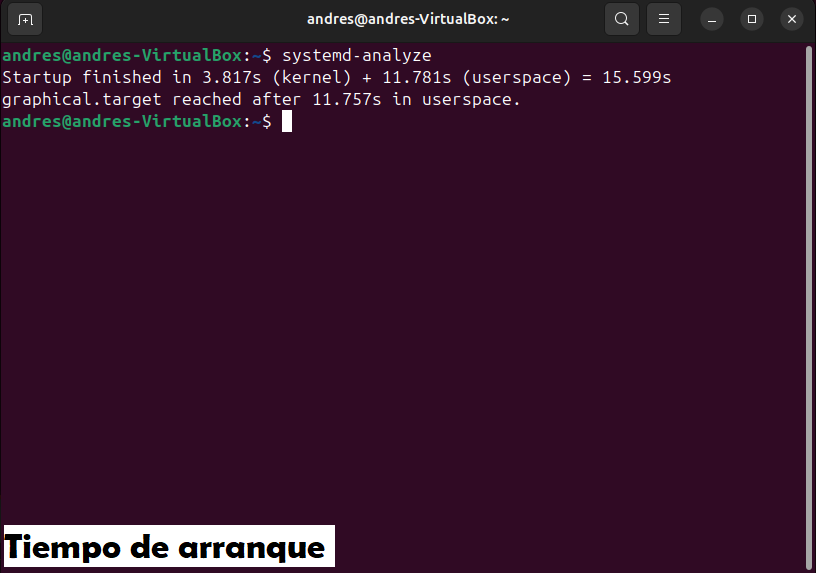 andres@andres-VirtualBox: ~
andres@andres-VirtualBox:~$ systemd-analyze
Startup finished in 3.817s (kernel) + 11.781s (userspace) = 15.599s
graphical.target reached after 11.757s in userspace.
andres@andres-VirtualBox:~$
Tiempo de arranque